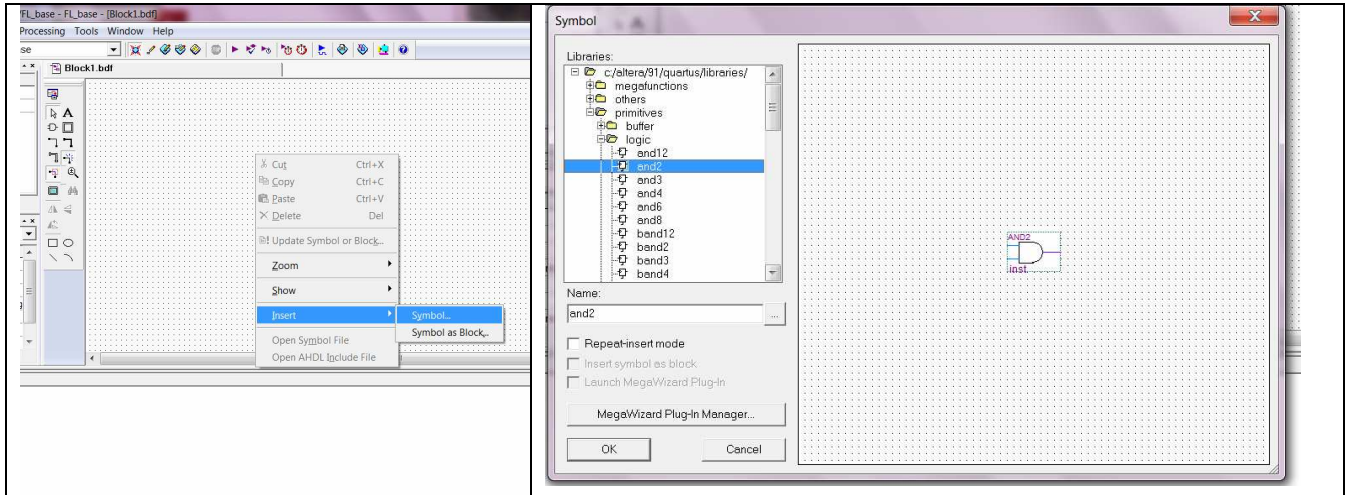 /FL_base - FL_base - [Block1.bdf]
Processing Tools Window Help
Block1.bdf
Cut Ctrl+X
Copy Ctrl+C
Paste Ctrl+V
Delete Del
Update Symbol or Block...
Zoom
Show
Insert
Symbol...
Symbol as Block...
Open Symbol File
Open AHDL Include File
Symbol
Libraries:
c:/altera/91/quartus/libraries/
megafunctions
others
primitives
buffer
logic
and12
and2
and3
and4
and6
and8
band12
band2
band3
band4
Name:
and2
...
Repeat-insert mode
Insert symbol as block
Launch MegaWizard Plug-In
MegaWizard Plug-In Manager...
OK Cancel
AND2
inst